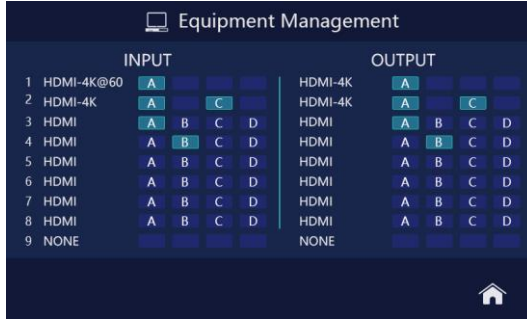 Equipment Management
INPUT OUTPUT
1 HDMI-4K@60 A HDMI-4K A
2 HDMI-4K A C HDMI-4K A C
3 HDMI A B C D HDMI A B C D
4 HDMI A B C D HDMI A B C D
5 HDMI A B C D HDMI A B C D
6 HDMI A B C D HDMI A B C D
7 HDMI A B C D HDMI A B C D
8 HDMI A B C D HDMI A B C D
9 NONE NONE